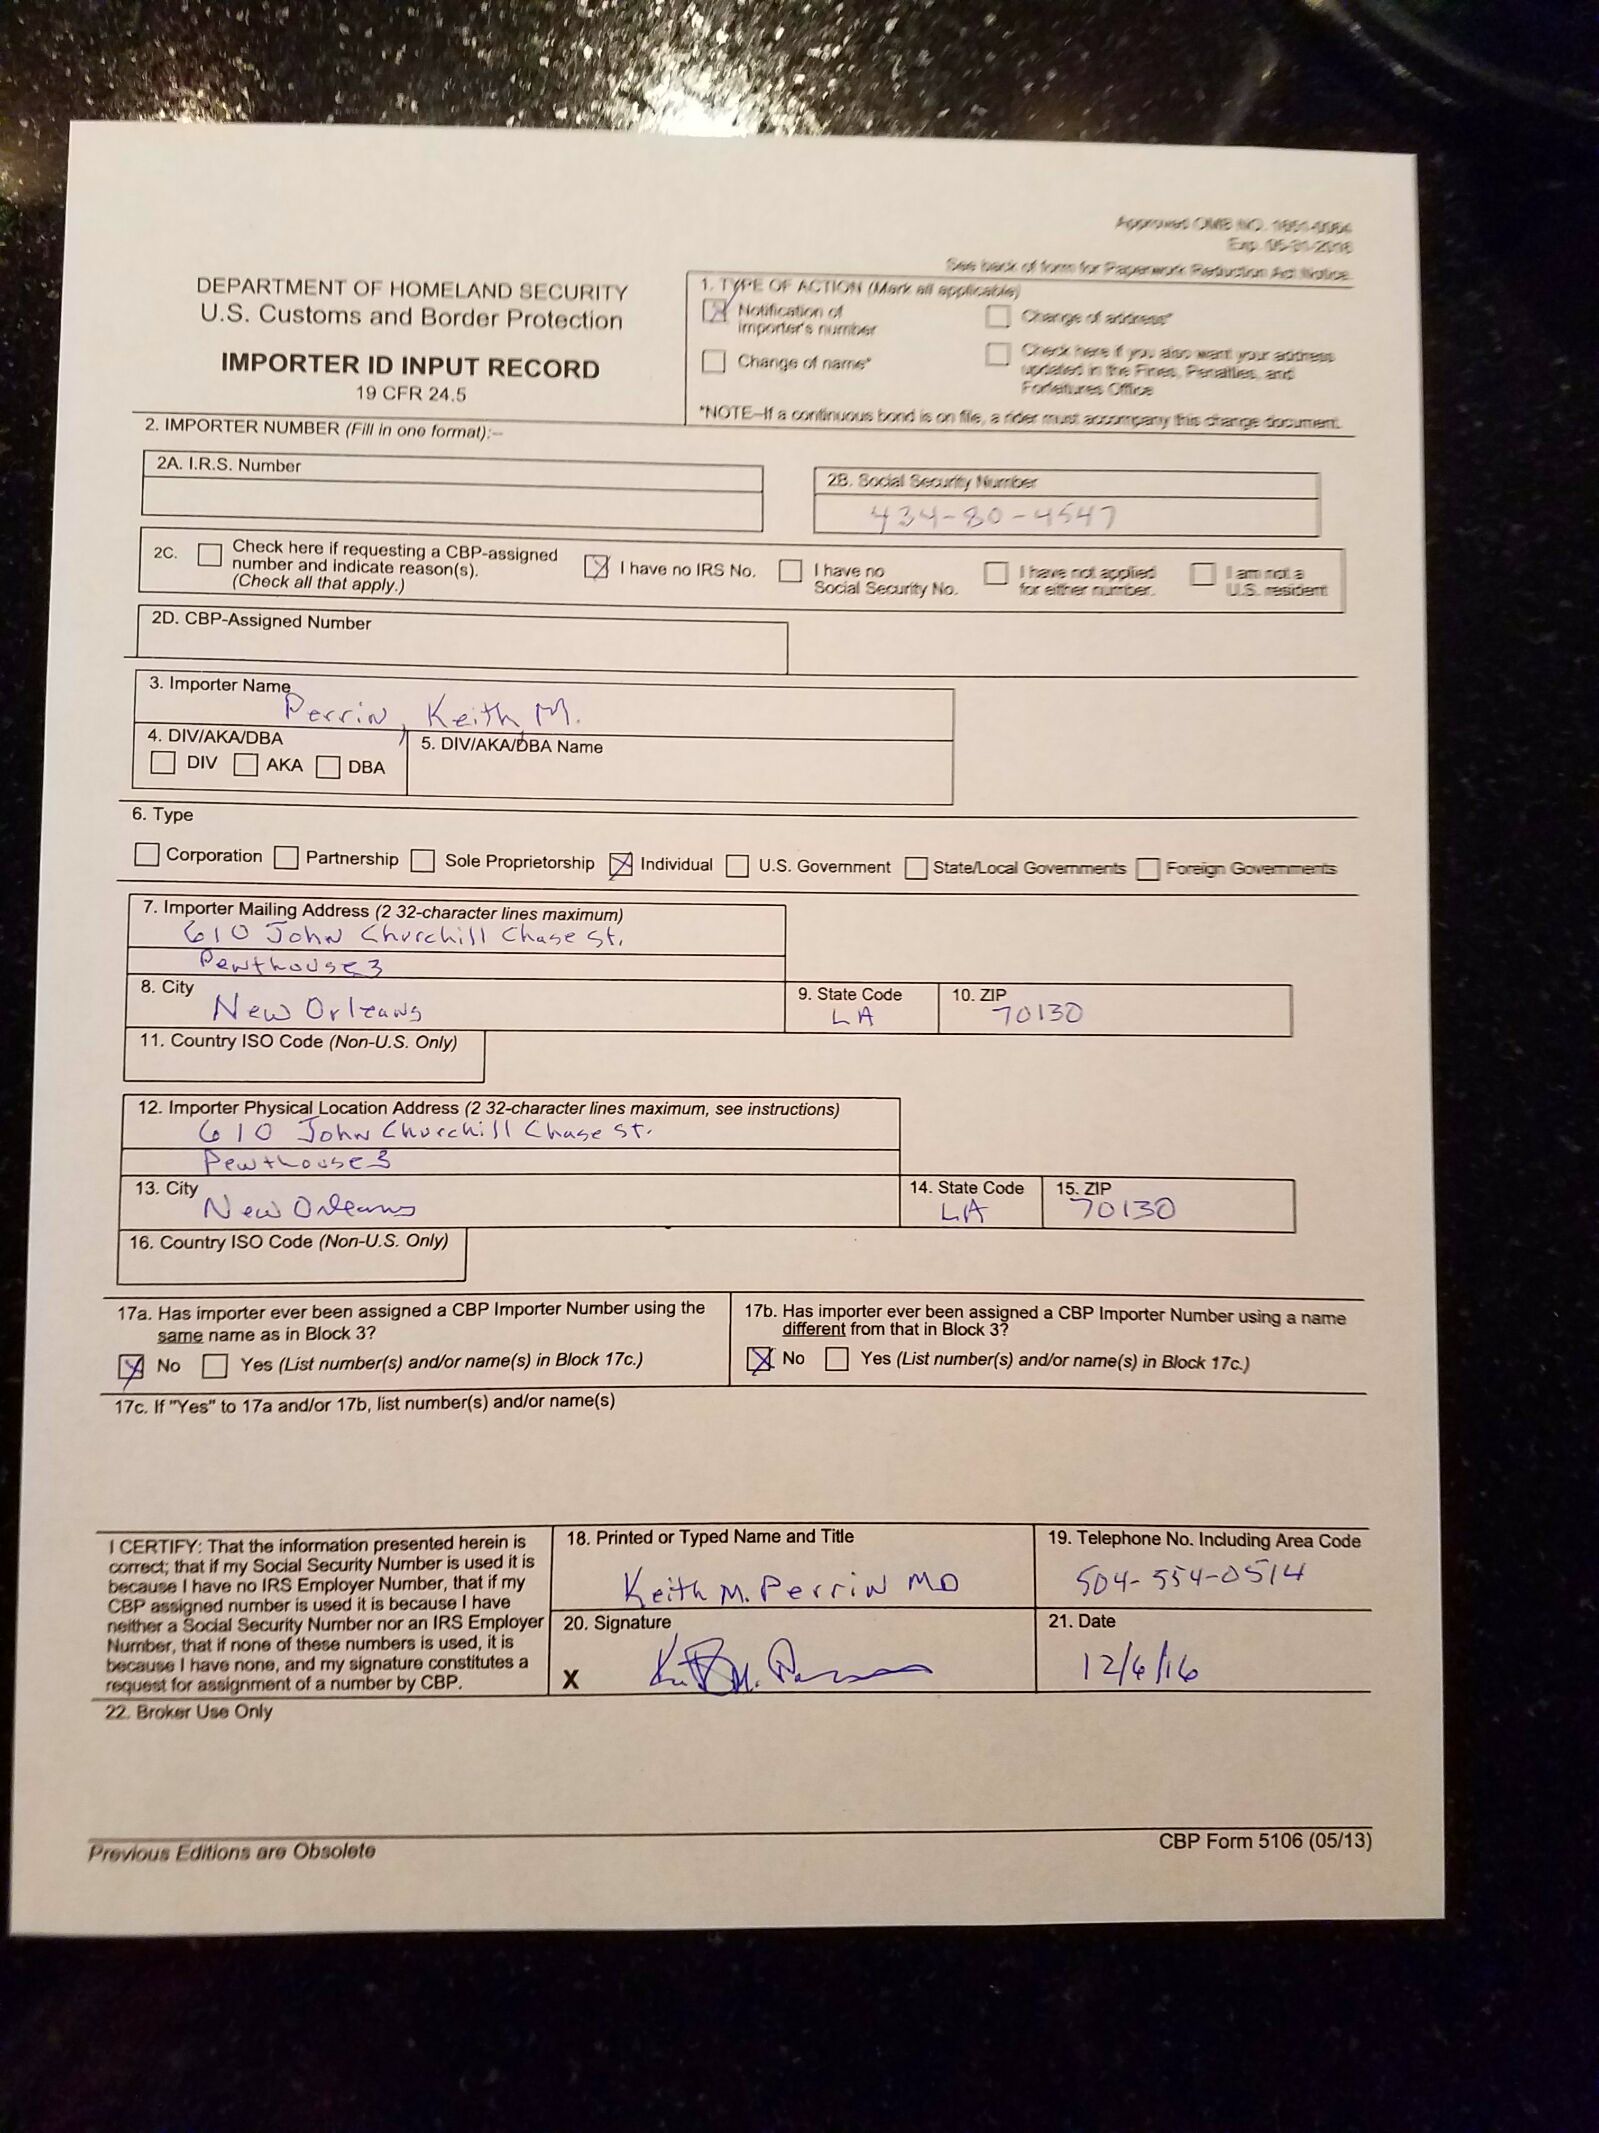 Approved OMB NO. 1651-0064
Exp. 05-31-2016
See back of form for Paperwork Reduction Act Notice.
DEPARTMENT OF HOMELAND SECURITY
U.S. Customs and Border Protection
IMPORTER ID INPUT RECORD
19 CFR 24.5
1. TYPE OF ACTION (Mark all applicable)
Notification of importer's number
Change of address*
Change of name*
Check here if you also want your address updated in the Fines, Penalties, and Forfeitures Office
*NOTE-If a continuous bond is on file, a rider must accompany this change document.
2. IMPORTER NUMBER (Fill in one format):-
2A. I.R.S. Number
2B. Social Security Number
434-80-4547
2C. Check here if requesting a CBP-assigned number and indicate reason(s). (Check all that apply.)
I have no IRS No.
I have no Social Security No.
I have not applied for either number.
I am not a U.S. resident
2D. CBP-Assigned Number
3. Importer Name
Perrin, Keith M.
4. DIV/AKA/DBA
DIV AKA DBA
5. DIV/AKA/DBA Name
6. Type
Corporation Partnership Sole Proprietorship Individual U.S. Government State/Local Governments Foreign Governments
7. Importer Mailing Address (2 32-character lines maximum)
610 John Churchill Chase St.
Penthouse 3
8. City
New Orleans
9. State Code
LA
10. ZIP
70130
11. Country ISO Code (Non-U.S. Only)
12. Importer Physical Location Address (2 32-character lines maximum, see instructions)
610 John Churchill Chase St.
Penthouse 3
13. City
New Orleans
14. State Code
LA
15. ZIP
70130
16. Country ISO Code (Non-U.S. Only)
17a. Has importer ever been assigned a CBP Importer Number using the
same name as in Block 3?
No Yes (List number(s) and/or name(s) in Block 17c.)
17b. Has importer ever been assigned a CBP Importer Number using a name
different from that in Block 3?
No Yes (List number(s) and/or name(s) in Block 17c.)
17c. If "Yes" to 17a and/or 17b, list number(s) and/or name(s)
I CERTIFY: That the information presented herein is
correct; that if my Social Security Number is used it is
because I have no IRS Employer Number, that if my
CBP assigned number is used it is because I have
neither a Social Security Number nor an IRS Employer
Number, that if none of these numbers is used, it is
because I have none, and my signature constitutes a
request for assignment of a number by CBP.
18. Printed or Typed Name and Title
Keith M. Perrin MD
19. Telephone No. Including Area Code
504-554-0514
20. Signature
X
21. Date
12/6/16
22. Broker Use Only
Previous Editions are Obsolete
CBP Form 5106 (05/13)